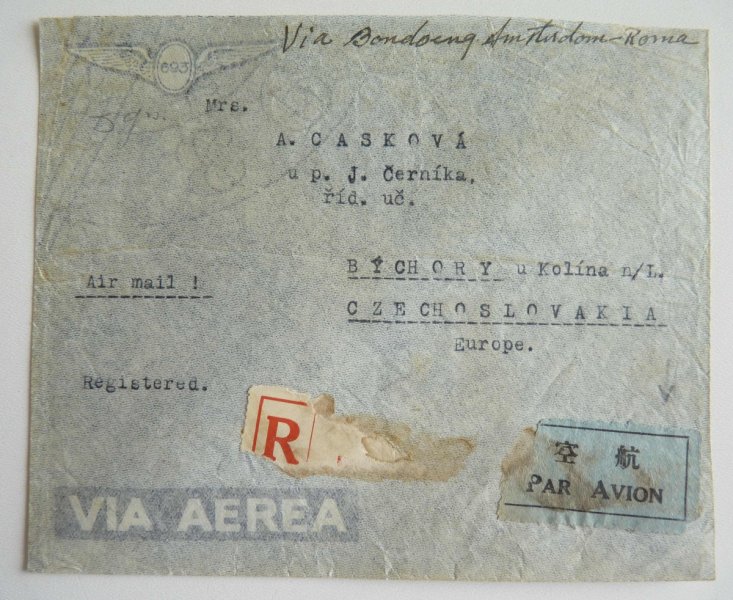 Via Bandoeng Amsterdam-Roma
693
Mrs.
A. CASKOVÁ
u p. J. Černíka,
říd. uč.
Air mail !
BÝCHORY u Kolína n/L.
CZECHOSLOVAKIA
Europe.
Registered.
R
空航
PAR AVION
VIA AEREA